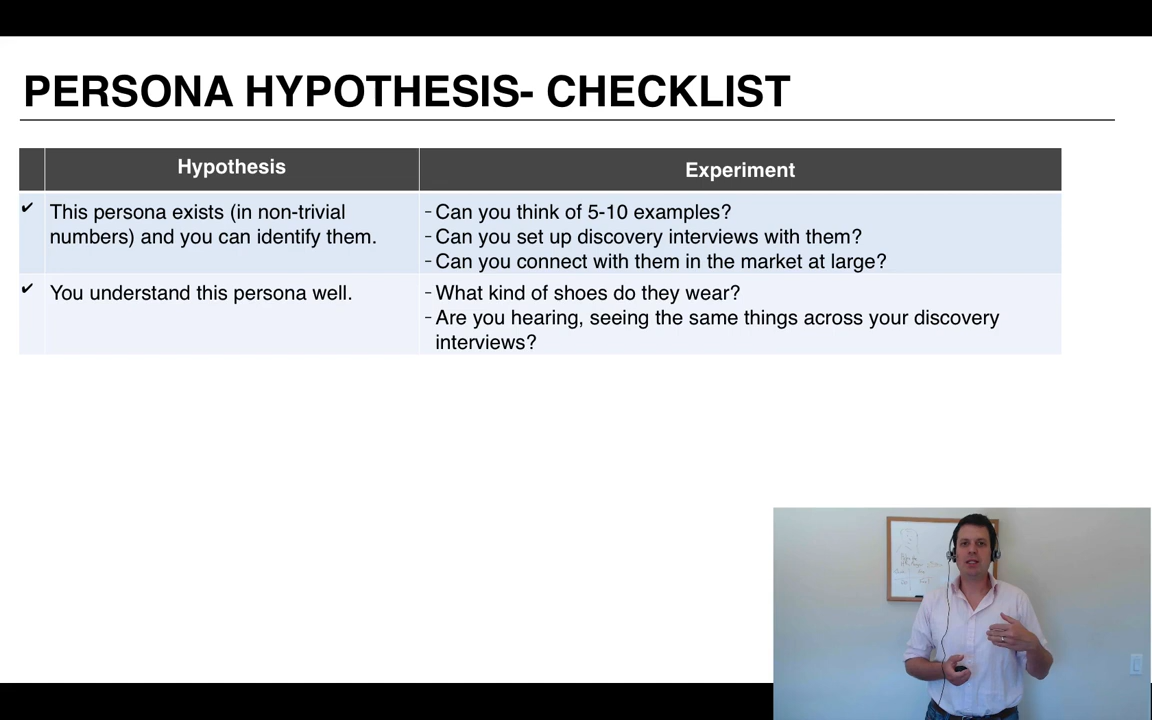 PERSONA HYPOTHESIS- CHECKLIST
Hypothesis
Experiment
✔ This persona exists (in non-trivial
numbers) and you can identify them.
- Can you think of 5-10 examples?
- Can you set up discovery interviews with them?
- Can you connect with them in the market at large?
✔ You understand this persona well.
- What kind of shoes do they wear?
- Are you hearing, seeing the same things across your discovery
interviews?